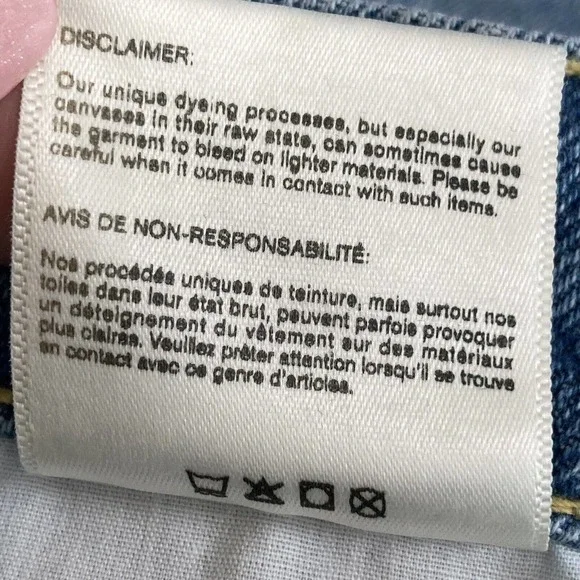 DISCLAIMER:
Our unique dyeing processes, but especially our
canvases in their raw state, can sometimes cause
the garment to bleed on lighter materials. Please be
careful when it comes in contact with such items.
AVIS DE NON-RESPONSABILITÉ:
Nos procédés uniques de teinture, mais surtout nos
toiles dans leur état brut, peuvent parfois provoquer
un déteignement du vêtement sur des matériaux
plus claires. Veuillez prêter attention lorsqu'il se trouve
en contact avec ce genre d'articles.